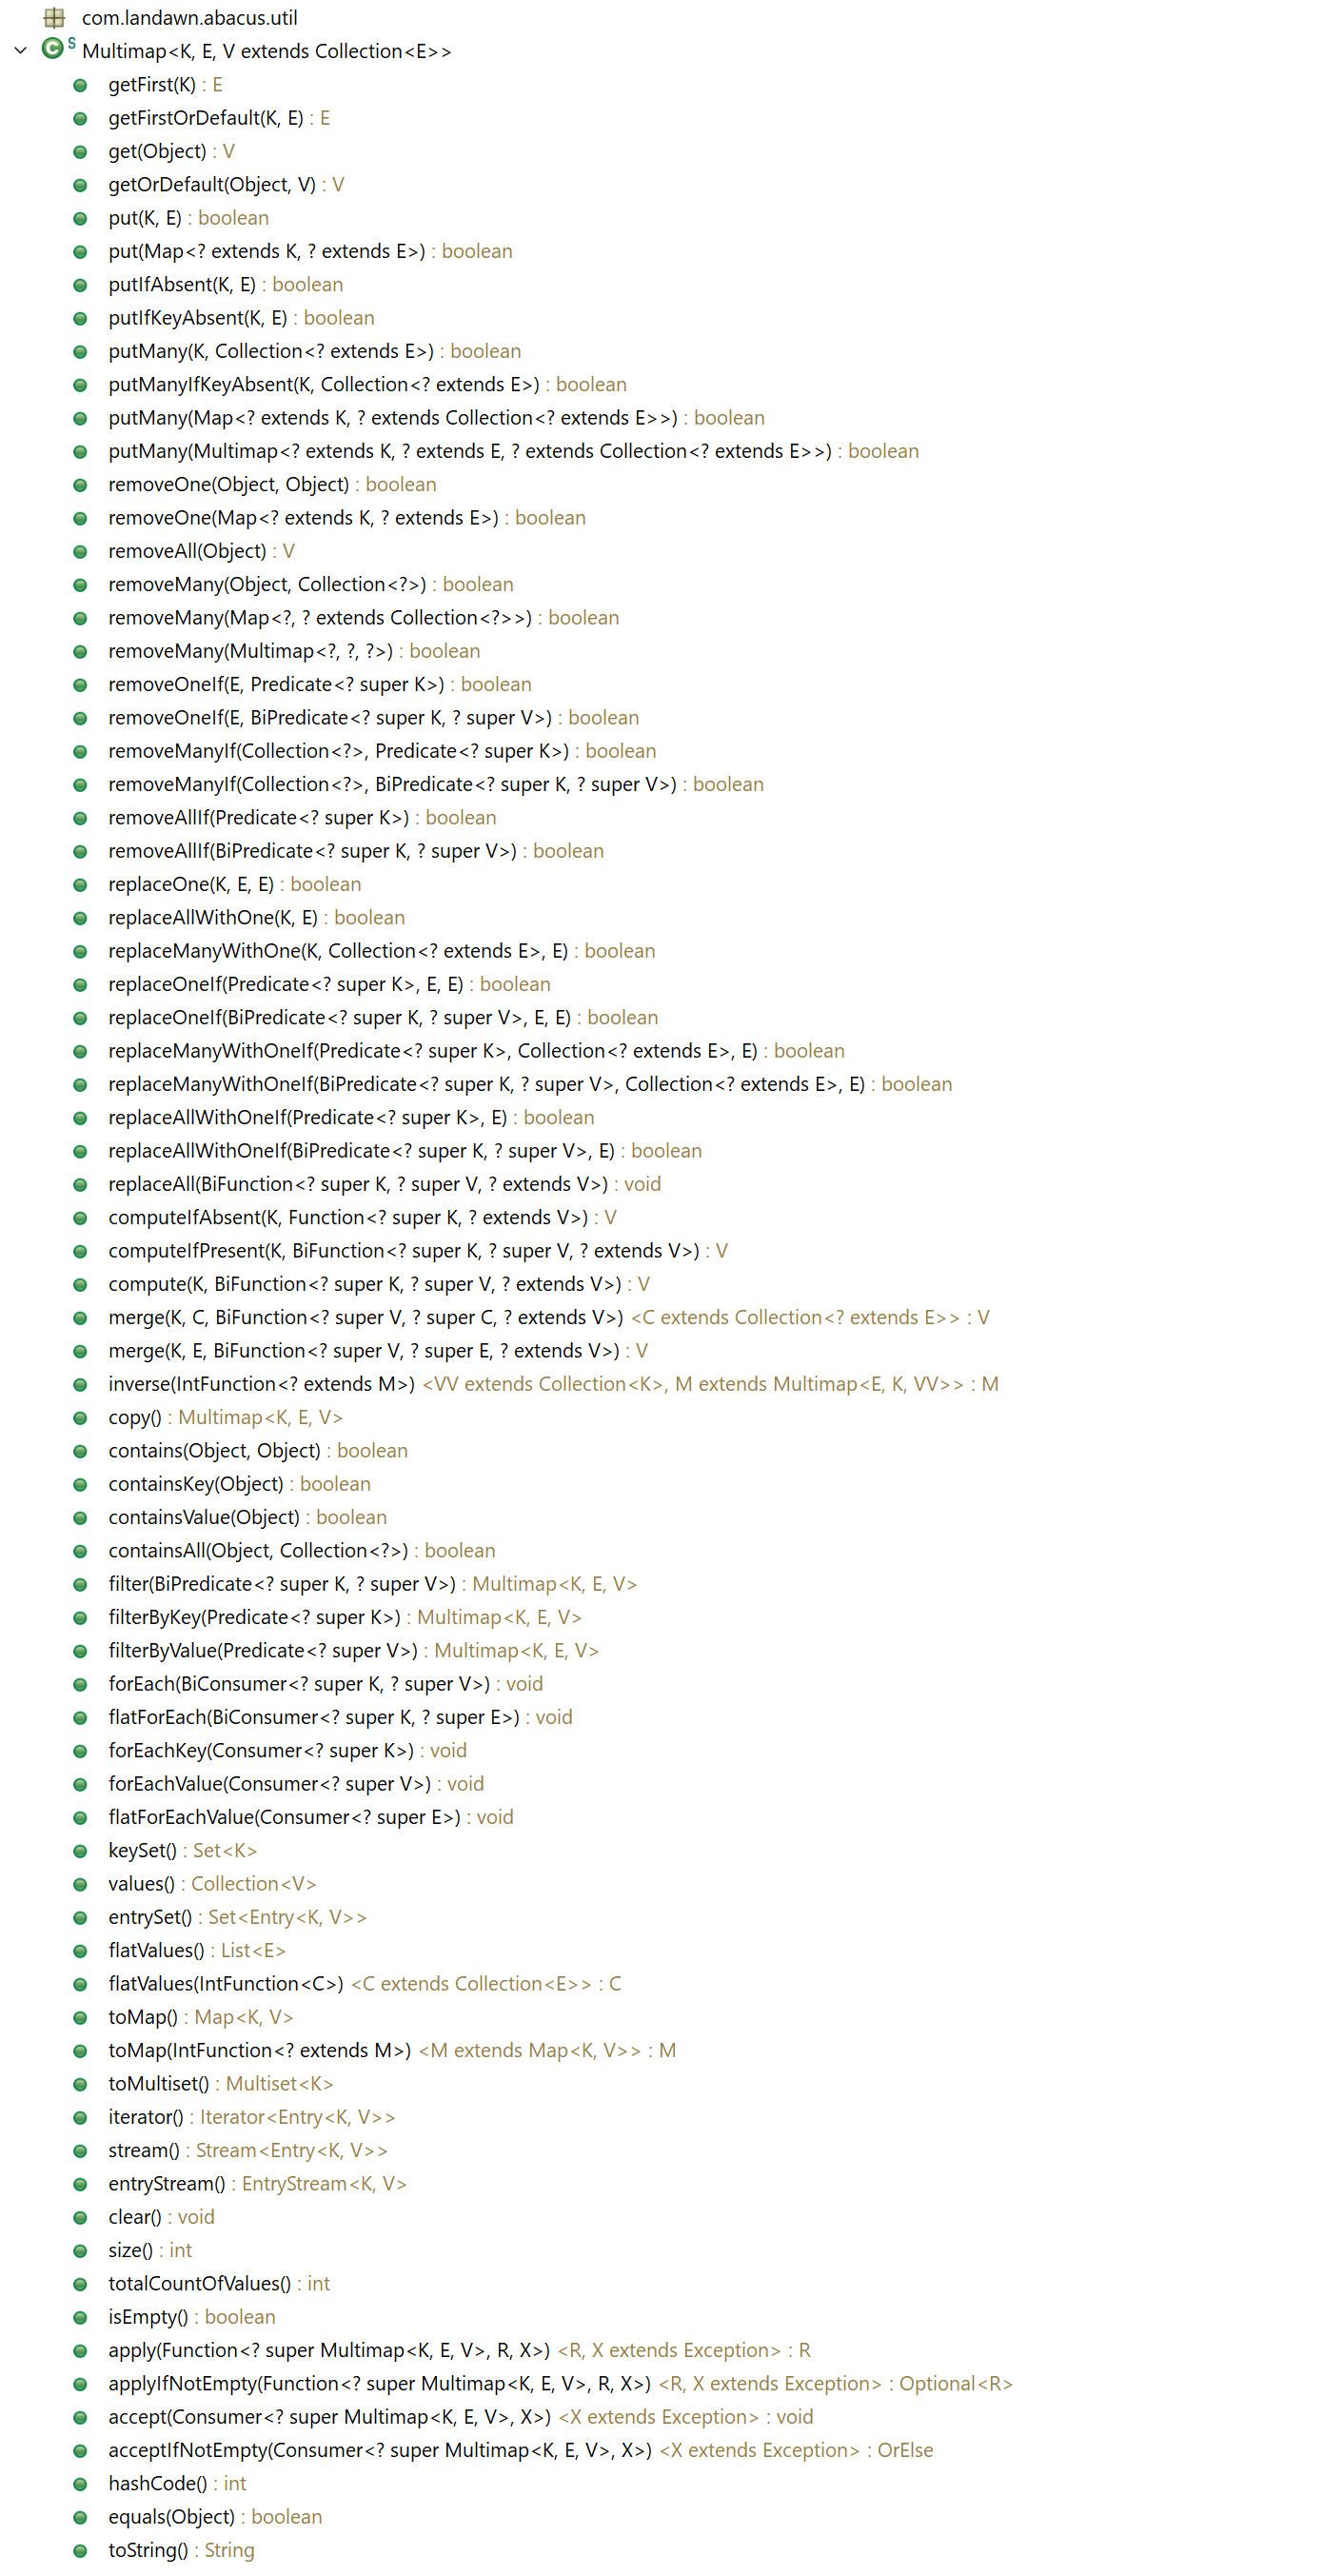 com.landawn.abacus.util
C S Multimap<K, E, V extends Collection<E>>
getFirst(K) : E
getFirstOrDefault(K, E) : E
get(Object) : V
getOrDefault(Object, V) : V
put(K, E) : boolean
put(Map<? extends K, ? extends E>) : boolean
putIfAbsent(K, E) : boolean
putIfKeyAbsent(K, E) : boolean
putMany(K, Collection<? extends E>) : boolean
putManyIfKeyAbsent(K, Collection<? extends E>) : boolean
putMany(Map<? extends K, ? extends Collection<? extends E>>) : boolean
putMany(Multimap<? extends K, ? extends E, ? extends Collection<? extends E>>) : boolean
removeOne(Object, Object) : boolean
removeOne(Map<? extends K, ? extends E>) : boolean
removeAll(Object) : V
removeMany(Object, Collection<?>) : boolean
removeMany(Map<?, ? extends Collection<?>>) : boolean
removeMany(Multimap<?, ?, ?>) : boolean
removeOneIf(E, Predicate<? super K>) : boolean
removeOneIf(E, BiPredicate<? super K, ? super V>) : boolean
removeManyIf(Collection<?>, Predicate<? super K>) : boolean
removeManyIf(Collection<?>, BiPredicate<? super K, ? super V>) : boolean
removeAllIf(Predicate<? super K>) : boolean
removeAllIf(BiPredicate<? super K, ? super V>) : boolean
replaceOne(K, E, E) : boolean
replaceAllWithOne(K, E) : boolean
replaceManyWithOne(K, Collection<? extends E>, E) : boolean
replaceOneIf(Predicate<? super K>, E, E) : boolean
replaceOneIf(BiPredicate<? super K, ? super V>, E, E) : boolean
replaceManyWithOneIf(Predicate<? super K>, Collection<? extends E>, E) : boolean
replaceManyWithOneIf(BiPredicate<? super K, ? super V>, Collection<? extends E>, E) : boolean
replaceAllWithOneIf(Predicate<? super K>, E) : boolean
replaceAllWithOneIf(BiPredicate<? super K, ? super V>, E) : boolean
replaceAll(BiFunction<? super K, ? super V, ? extends V>) : void
computeIfAbsent(K, Function<? super K, ? extends V>) : V
computeIfPresent(K, BiFunction<? super K, ? super V, ? extends V>) : V
compute(K, BiFunction<? super K, ? super V, ? extends V>) : V
merge(K, C, BiFunction<? super V, ? super C, ? extends V>) <C extends Collection<? extends E>> : V
merge(K, E, BiFunction<? super V, ? super E, ? extends V>) : V
inverse(IntFunction<? extends M>) <VV extends Collection<K>, M extends Multimap<E, K, VV>> : M
copy() : Multimap<K, E, V>
contains(Object, Object) : boolean
containsKey(Object) : boolean
containsValue(Object) : boolean
containsAll(Object, Collection<?>) : boolean
filter(BiPredicate<? super K, ? super V>) : Multimap<K, E, V>
filterByKey(Predicate<? super K>) : Multimap<K, E, V>
filterByValue(Predicate<? super V>) : Multimap<K, E, V>
forEach(BiConsumer<? super K, ? super V>) : void
flatForEach(BiConsumer<? super K, ? super E>) : void
forEachKey(Consumer<? super K>) : void
forEachValue(Consumer<? super V>) : void
flatForEachValue(Consumer<? super E>) : void
keySet() : Set<K>
values() : Collection<V>
entrySet() : Set<Entry<K, V>>
flatValues() : List<E>
flatValues(IntFunction<C>) <C extends Collection<E>> : C
toMap() : Map<K, V>
toMap(IntFunction<? extends M>) <M extends Map<K, V>> : M
toMultiset() : Multiset<K>
iterator() : Iterator<Entry<K, V>>
stream() : Stream<Entry<K, V>>
entryStream() : EntryStream<K, V>
clear() : void
size() : int
totalCountOfValues() : int
isEmpty() : boolean
apply(Function<? super Multimap<K, E, V>, R, X>) <R, X extends Exception> : R
applyIfNotEmpty(Function<? super Multimap<K, E, V>, R, X>) <R, X extends Exception> : Optional<R>
accept(Consumer<? super Multimap<K, E, V>, X>) <X extends Exception> : void
acceptIfNotEmpty(Consumer<? super Multimap<K, E, V>, X>) <X extends Exception> : OrElse
hashCode() : int
equals(Object) : boolean
toString() : String